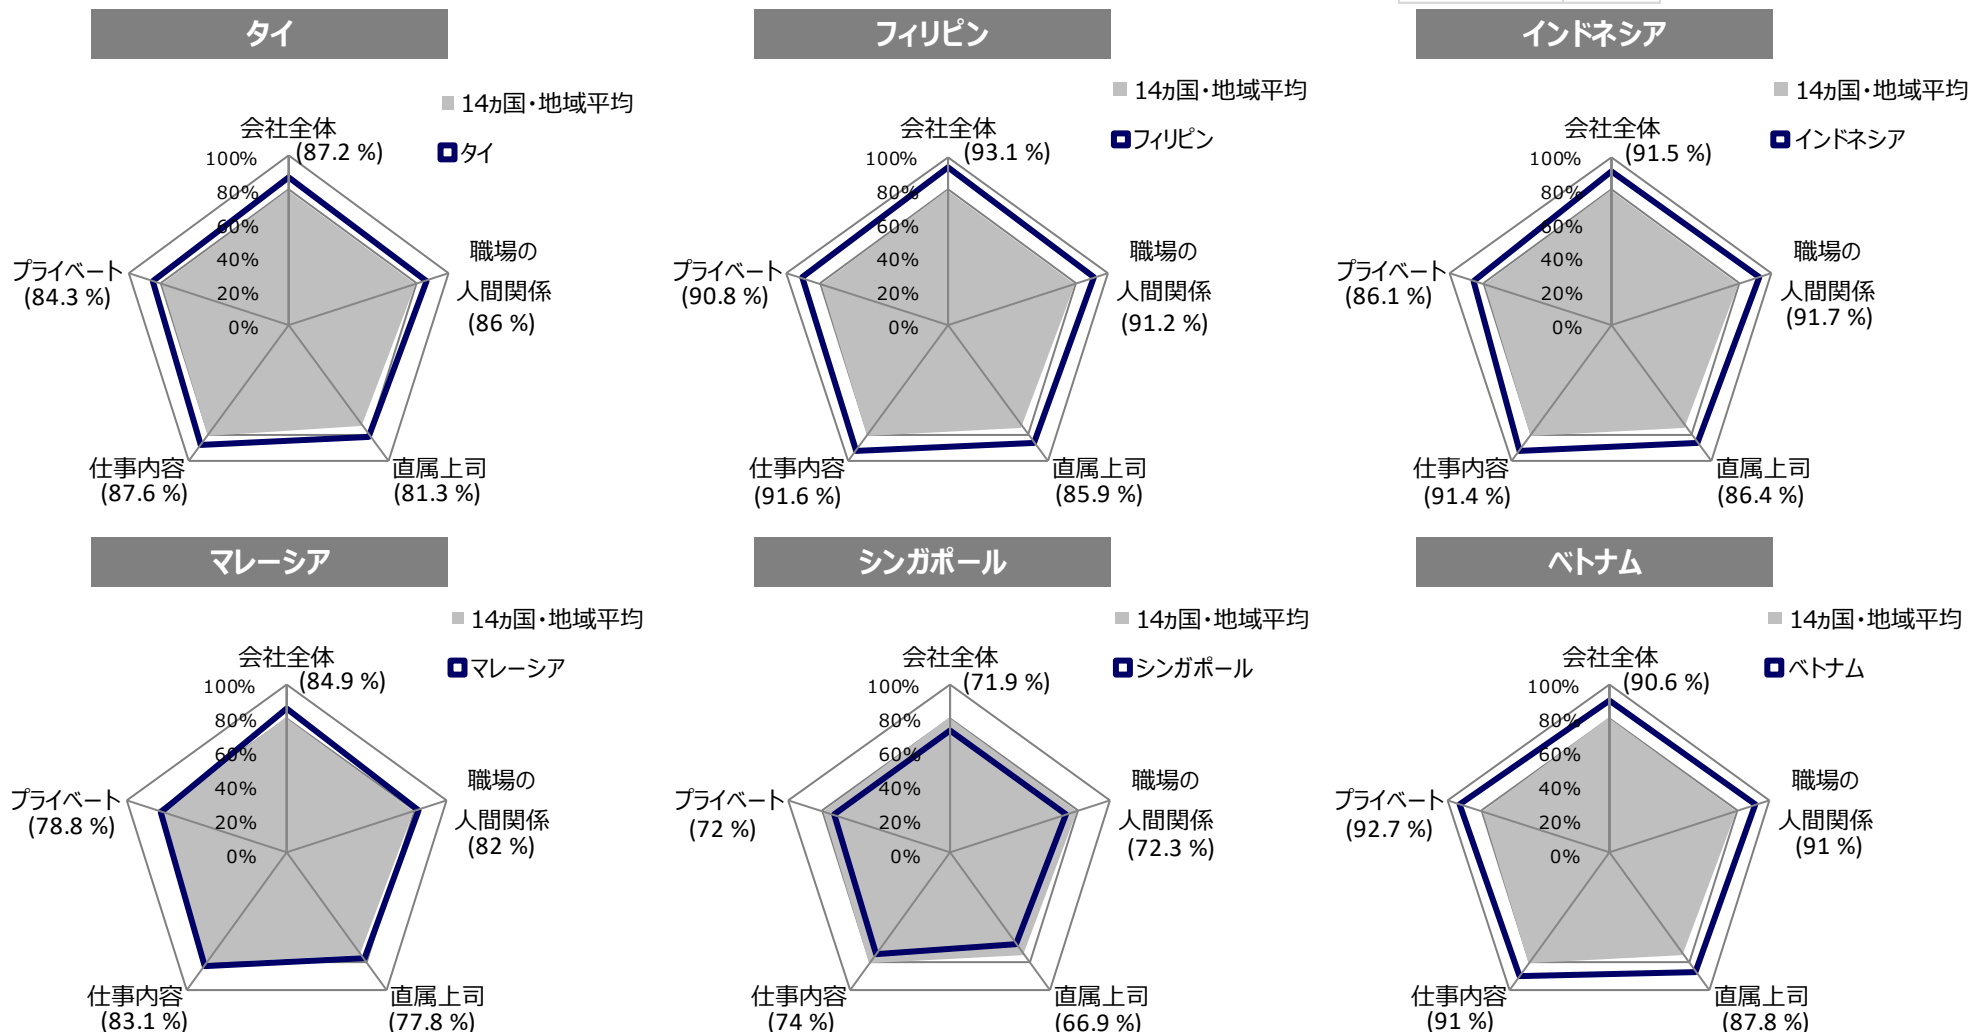 タイ
14ヵ国・地域平均
タイ
会社全体
(87.2 %)
100%
80%
60%
40%
20%
0%
職場の
人間関係
(86 %)
直属上司
(81.3 %)
仕事内容
(87.6 %)
プライベート
(84.3 %)
フィリピン
14ヵ国・地域平均
フィリピン
会社全体
(93.1 %)
100%
80%
60%
40%
20%
0%
職場の
人間関係
(91.2 %)
直属上司
(85.9 %)
仕事内容
(91.6 %)
プライベート
(90.8 %)
インドネシア
14ヵ国・地域平均
インドネシア
会社全体
(91.5 %)
100%
80%
60%
40%
20%
0%
職場の
人間関係
(91.7 %)
直属上司
(86.4 %)
仕事内容
(91.4 %)
プライベート
(86.1 %)
マレーシア
14ヵ国・地域平均
マレーシア
会社全体
(84.9 %)
100%
80%
60%
40%
20%
0%
職場の
人間関係
(82 %)
直属上司
(77.8 %)
仕事内容
(83.1 %)
プライベート
(78.8 %)
シンガポール
14ヵ国・地域平均
シンガポール
会社全体
(71.9 %)
100%
80%
60%
40%
20%
0%
職場の
人間関係
(72.3 %)
直属上司
(66.9 %)
仕事内容
(74 %)
プライベート
(72 %)
ベトナム
14ヵ国・地域平均
ベトナム
会社全体
(90.6 %)
100%
80%
60%
40%
20%
0%
職場の
人間関係
(91 %)
直属上司
(87.8 %)
仕事内容
(91 %)
プライベート
(92.7 %)